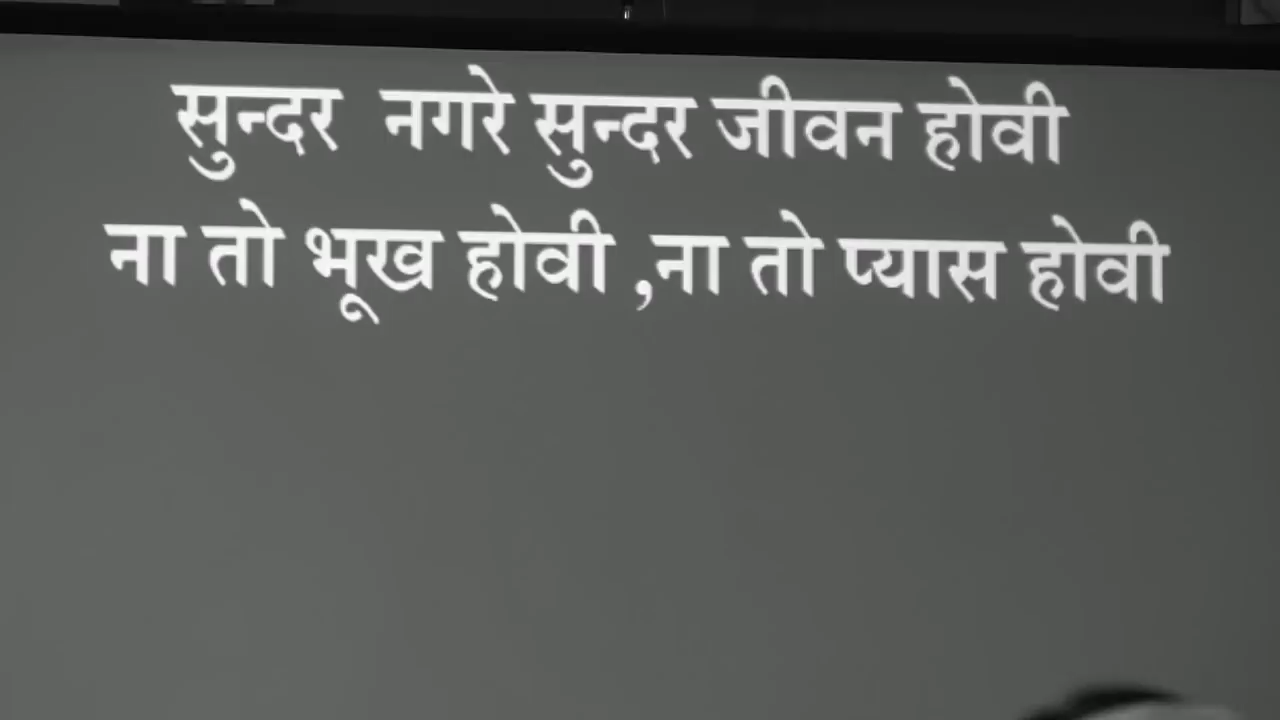 सुन्दर नगरे सुन्दर जीवन होवी
ना तो भूख होवी ,ना तो प्यास होवी